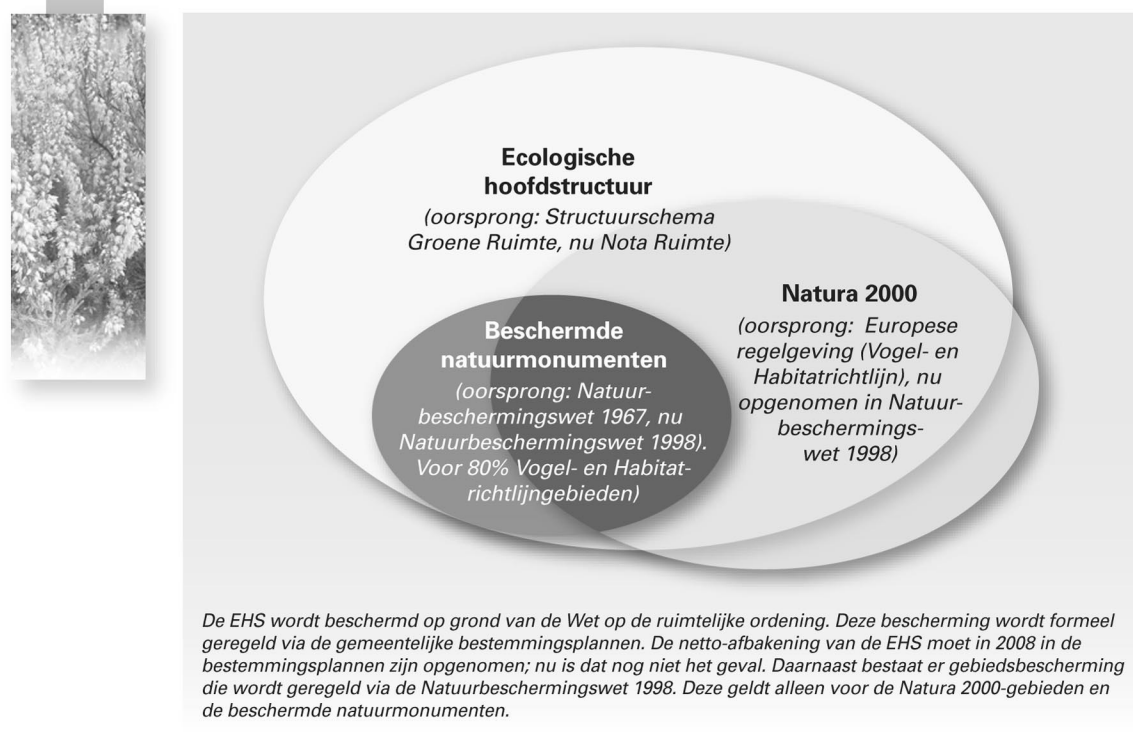 Ecologische
hoofdstructuur
(oorsprong: Structuurschema
Groene Ruimte, nu Nota Ruimte)
Natura 2000
(oorsprong: Europese
regelgeving (Vogel- en
Habitatrichtlijn), nu
opgenomen in Natuur-
beschermings-
wet 1998)
Beschermde
natuurmonumenten
(oorsprong: Natuur-
beschermingswet 1967, nu
Natuurbeschermingswet 1998).
Voor 80% Vogel- en Habitat-
richtlijngebieden)
De EHS wordt beschermd op grond van de Wet op de ruimtelijke ordening. Deze bescherming wordt formeel
geregeld via de gemeentelijke bestemmingsplannen. De netto-afbakening van de EHS moet in 2008 in de
bestemmingsplannen zijn opgenomen; nu is dat nog niet het geval. Daarnaast bestaat er gebiedsbescherming
die wordt geregeld via de Natuurbeschermingswet 1998. Deze geldt alleen voor de Natura 2000-gebieden en
de beschermde natuurmonumenten.